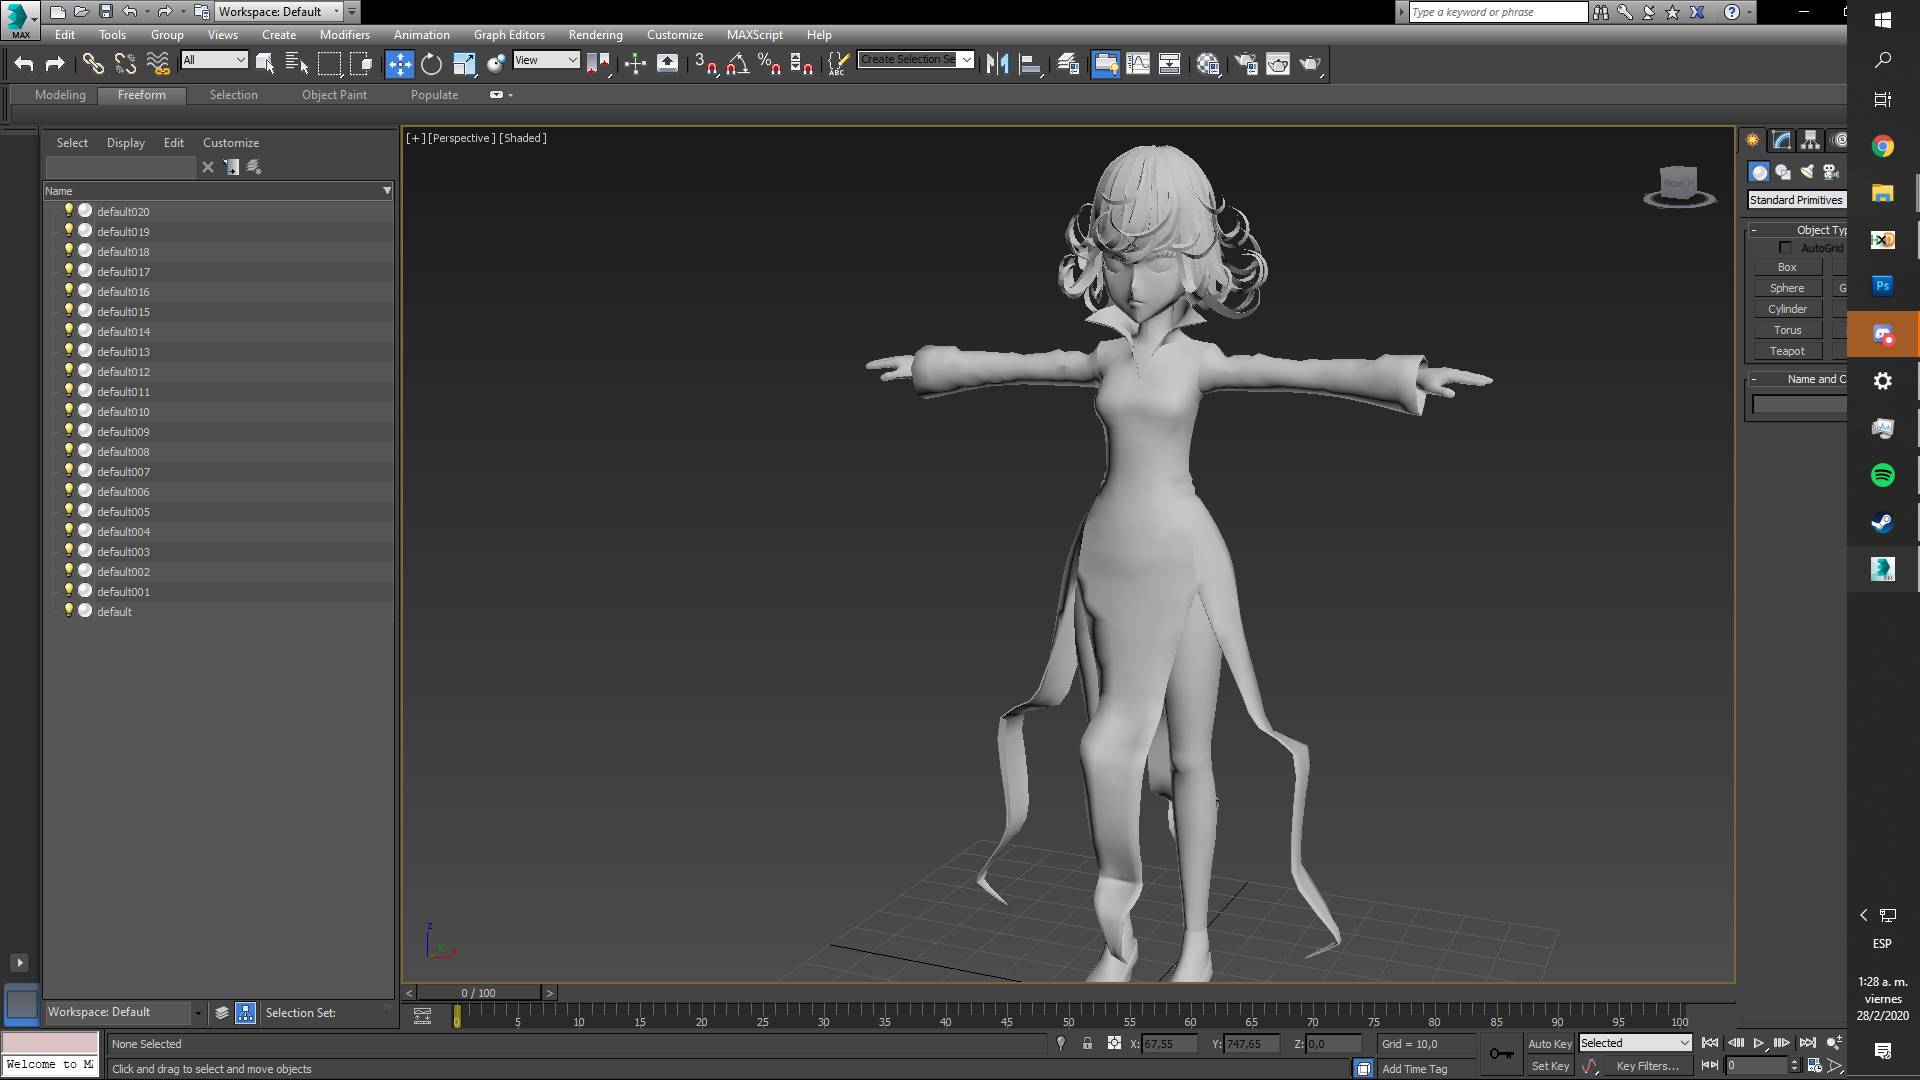 MAX
Workspace: Default
Type a keyword or phrase
Edit Tools Group Views Create Modifiers Animation Graph Editors Rendering Customize MAXScript Help
All
View
3
%
ABC
Create Selection Se
Modeling Freeform Selection Object Paint Populate
Select Display Edit Customize
[+] [Perspective] [Shaded]
Name
default020
default019
default018
default017
default016
default015
default014
default013
default012
default011
default010
default009
default008
default007
default006
default005
default004
default003
default002
default001
default
FRONT
Standard Primitives
- Object Typ
AutoGrid
Box
Sphere G
Cylinder
Torus
Teapot
- Name and C
Ps
z
y x
ESP
1:28 a. m.
viernes
28/2/2020
< 0 / 100 >
Workspace: Default
Selection Set:
0 5 10 15 20 25 30 35 40 45 50 55 60 65 70 75 80 85 90 95 100
None Selected
X: 67,55 Y: 747,65 Z: 0,0 Grid = 10,0
Auto Key Selected
Welcome to M
Click and drag to select and move objects
Add Time Tag
Set Key Key Filters... 0